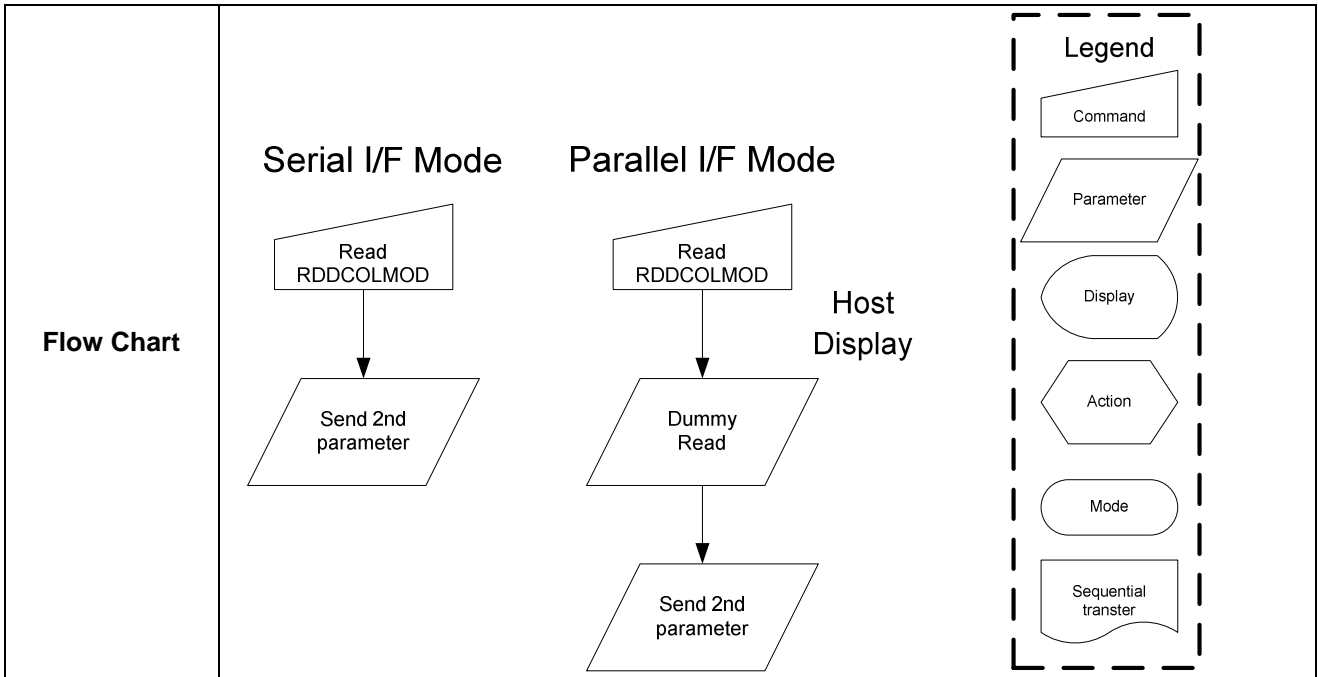 Flow Chart
Serial I/F Mode
Read
RDDCOLMOD
Send 2nd
parameter
Parallel I/F Mode
Read
RDDCOLMOD
Host
Display
Dummy
Read
Send 2nd
parameter
Legend
Command
Parameter
Display
Action
Mode
Sequential
transter